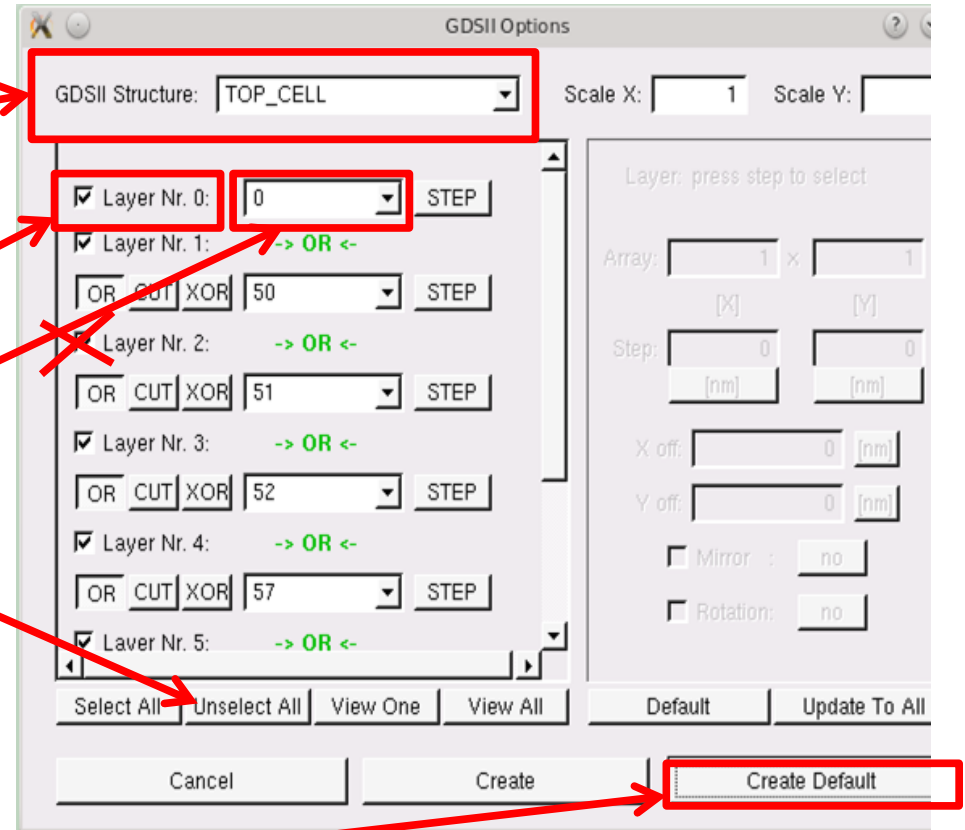 GDSII Options
GDSII Structure: TOP_CELL Scale X: 1 Scale Y:
Layer: press step to select
Layer Nr. 0: 0 STEP
Layer Nr. 1: -> OR <-
Array: 1 × 1
OR CUT XOR 50 STEP
[X] [Y]
Layer Nr. 2: -> OR <-
Step: 0 0
[nm] [nm]
OR CUT XOR 51 STEP
Layer Nr. 3: -> OR <-
X off: 0 [nm]
OR CUT XOR 52 STEP
Y off: 0 [nm]
Layer Nr. 4: -> OR <-
Mirror : no
OR CUT XOR 57 STEP
Rotation: no
Layer Nr. 5: -> OR <-
Select All Unselect All View One View All Default Update To All
Cancel Create Create Default